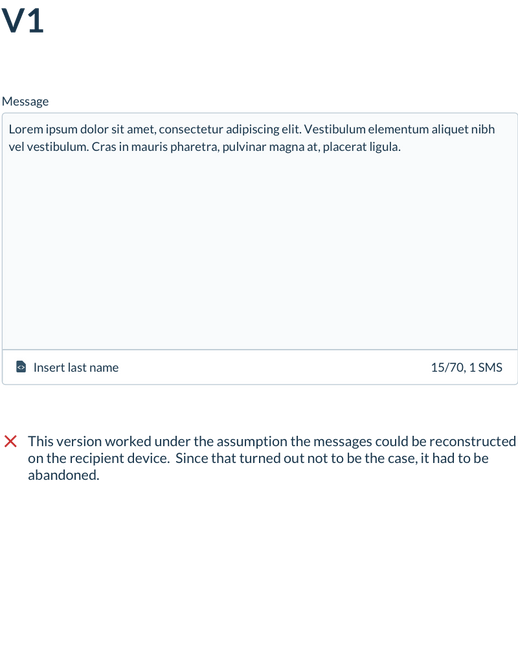 V1
Message
Lorem ipsum dolor sit amet, consectetur adipiscing elit. Vestibulum elementum aliquet nibh
vel vestibulum. Cras in mauris pharetra, pulvinar magna at, placerat ligula.
Insert last name
15/70, 1 SMS
This version worked under the assumption the messages could be reconstructed
on the recipient device.  Since that turned out not to be the case, it had to be
abandoned.